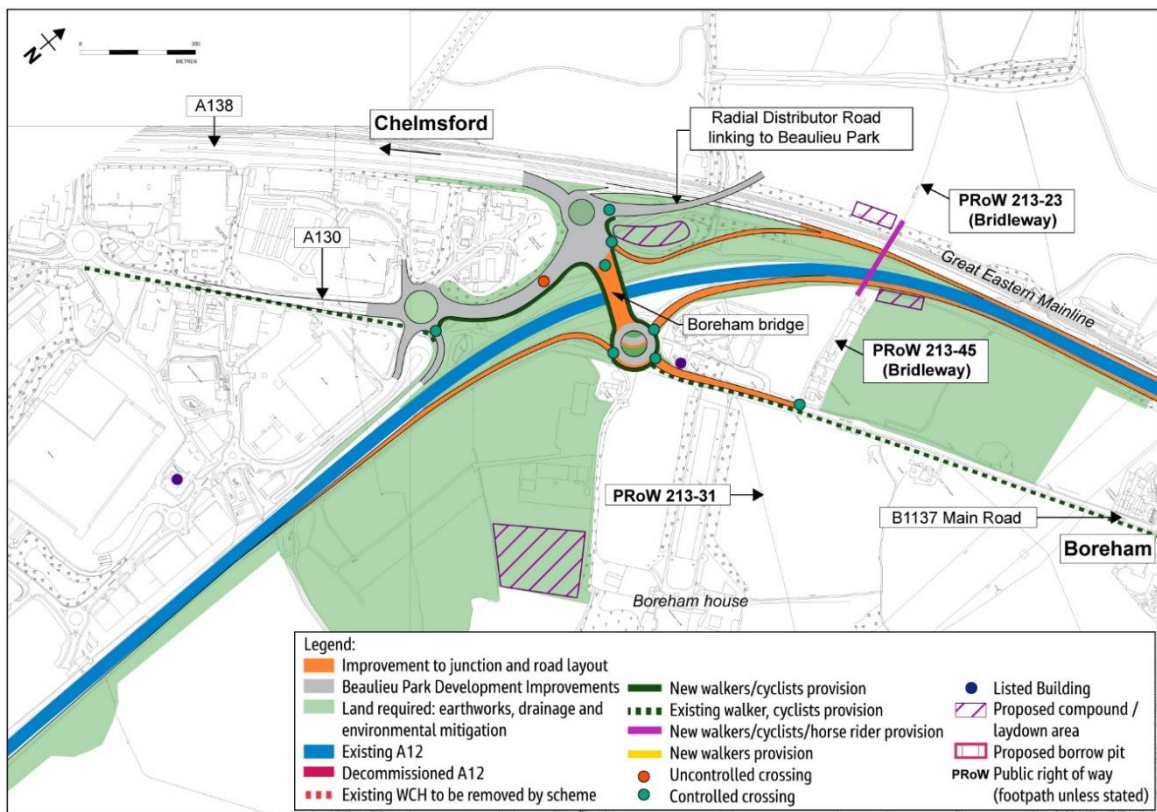 N
0
200
METRES
A138
Chelmsford
Radial Distributor Road
linking to Beaulieu Park
PRoW 213-23
(Bridleway)
A130
Great Eastern Mainline
Boreham bridge
PRoW 213-45
(Bridleway)
PRoW 213-31
B1137 Main Road
Boreham
Boreham house
Legend:
Improvement to junction and road layout
Beaulieu Park Development Improvements
Land required: earthworks, drainage and
environmental mitigation
Existing A12
Decommissioned A12
Existing WCH to be removed by scheme
New walkers/cyclists provision
Existing walker, cyclists provision
New walkers/cyclists/horse rider provision
New walkers provision
Uncontrolled crossing
Controlled crossing
Listed Building
Proposed compound /
laydown area
Proposed borrow pit
PRoW Public right of way
(footpath unless stated)